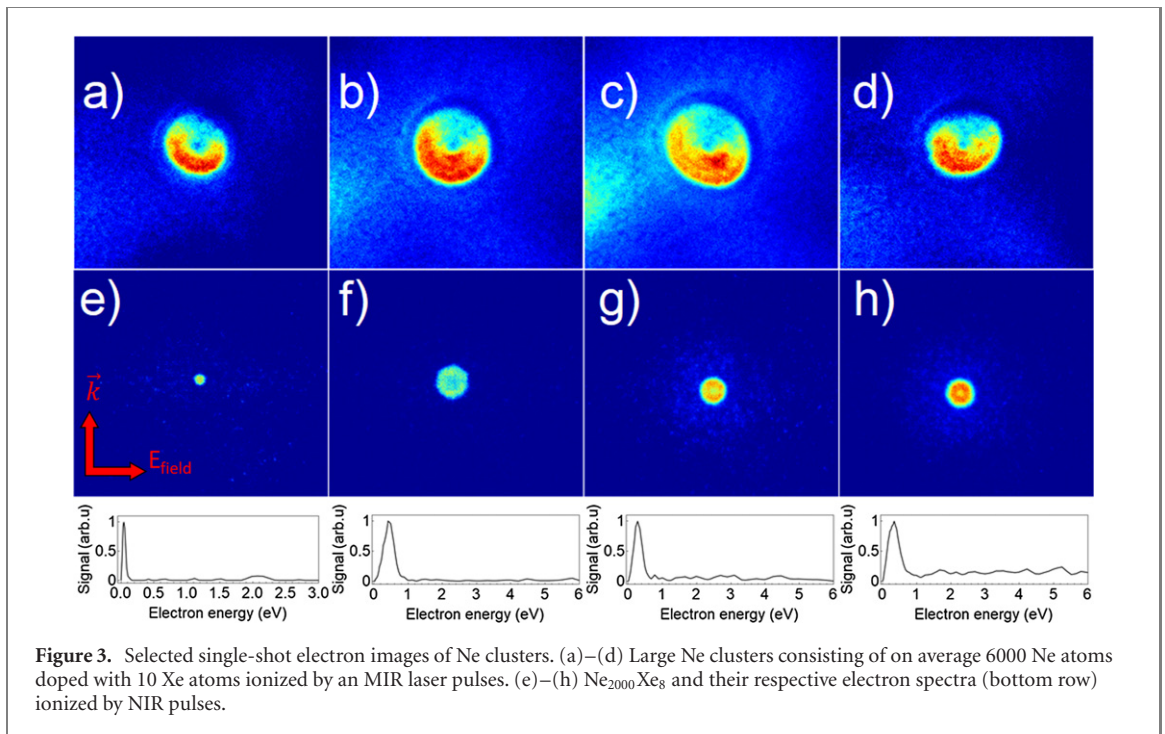 a) b) c) d)
e) f) g) h)
k⃗
E_field
Signal (arb.u) 1 0.5 0 Signal (arb.u) 1 0.5 0 Signal (arb.u) 1 0.5 0 Signal (arb.u) 1 0.5 0
0.0 0.5 1.0 1.5 2.0 2.5 3.0 0 1 2 3 4 5 6 0 1 2 3 4 5 6 0 1 2 3 4 5 6
Electron energy (eV) Electron energy (eV) Electron energy (eV) Electron energy (eV)
Figure 3. Selected single-shot electron images of Ne clusters. (a)–(d) Large Ne clusters consisting of on average 6000 Ne atoms
doped with 10 Xe atoms ionized by an MIR laser pulses. (e)–(h) Ne₂₀₀₀Xe₈ and their respective electron spectra (bottom row)
ionized by NIR pulses.